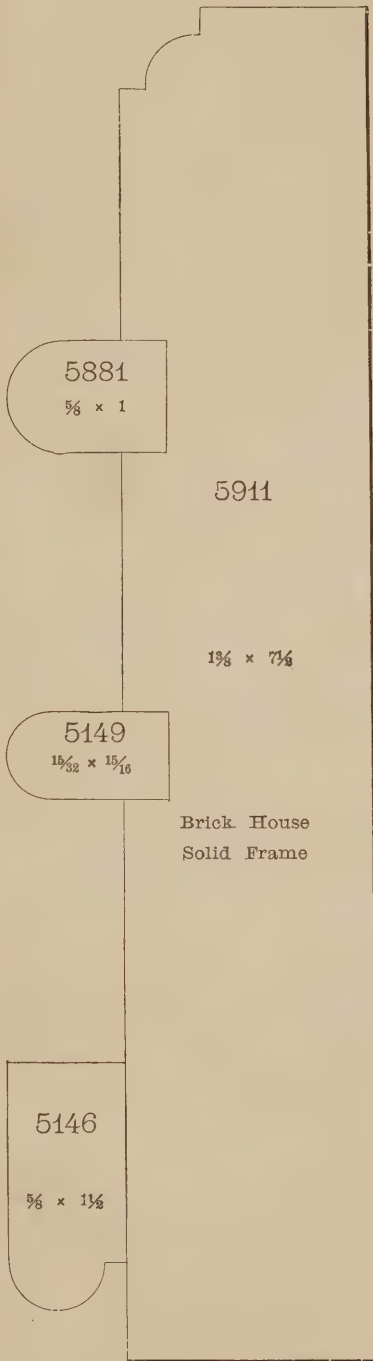 5881
⅝ × 1
5911
1⅜ × 7½
5149
15/32 × 15/16
Brick House
Solid Frame
5146
⅝ × 1½